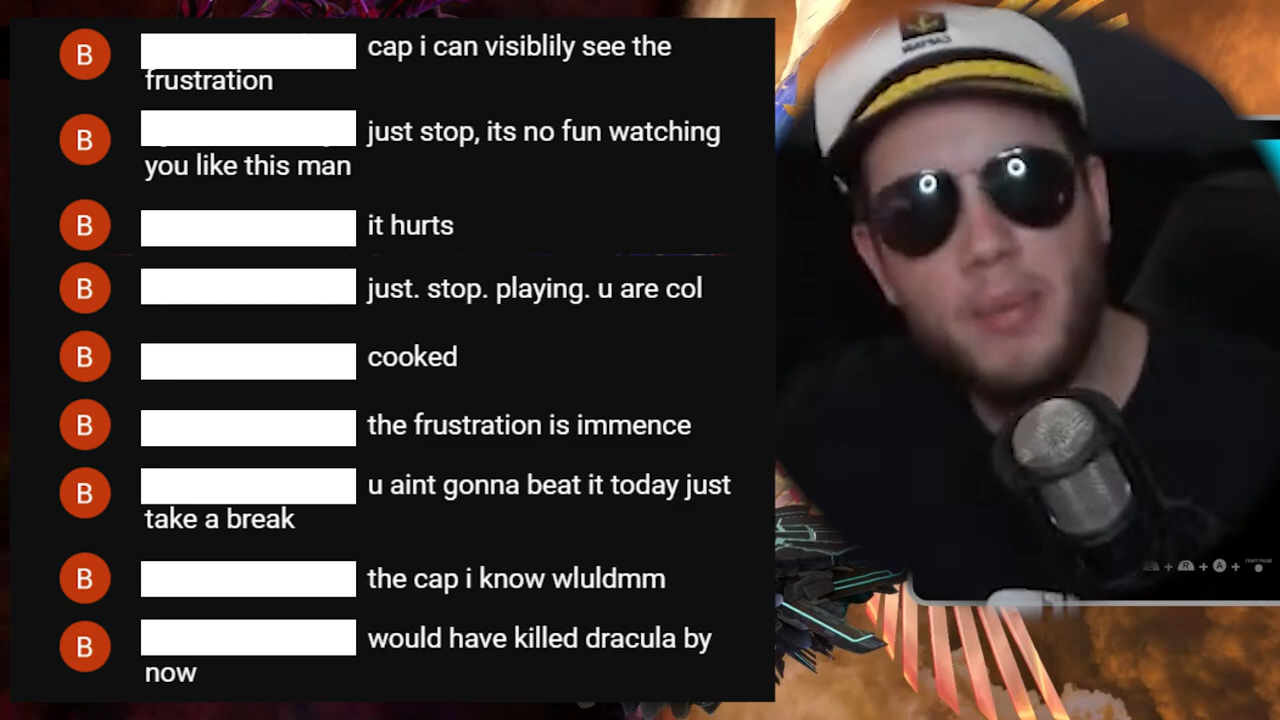 B cap i can visiblily see the
frustration
B just stop, its no fun watching
you like this man
B it hurts
B just. stop. playing. u are col
B cooked
B the frustration is immence
B u aint gonna beat it today just
take a break
B the cap i know wluldmm
B would have killed dracula by
now
+ R + A +